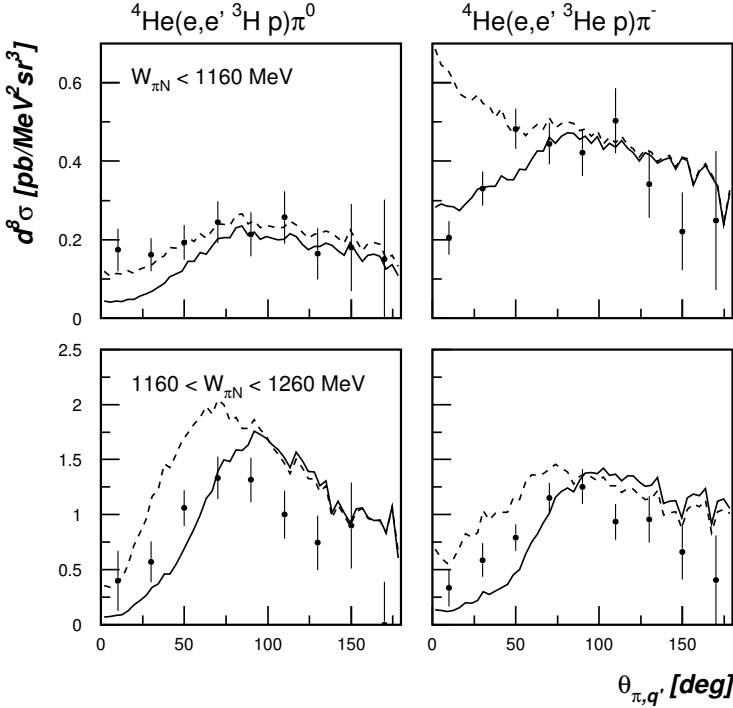 ⁴He(e,e' ³H p)π⁰
⁴He(e,e' ³He p)π⁻
d⁸σ [pb/MeV² sr³]
W_πN < 1160 MeV
0.6
0.4
0.2
0
1160 < W_πN < 1260 MeV
2.5
2
1.5
1
0.5
0
0 50 100 150
0 50 100 150
θ_π,q' [deg]